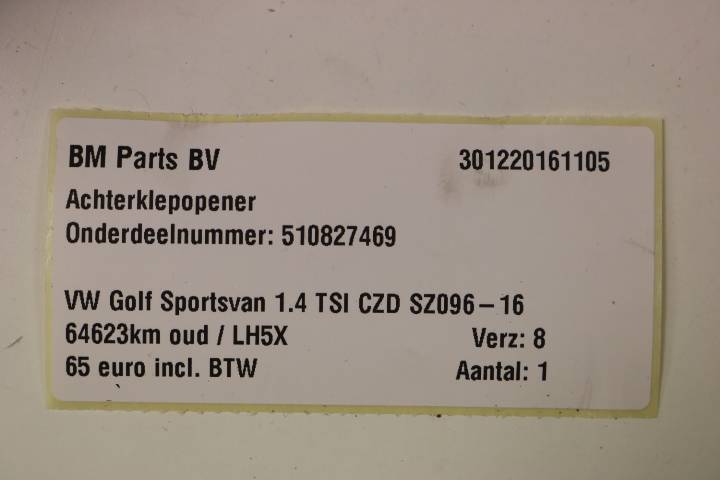 BM Parts BV 301220161105
Achterklepopener
Onderdeelnummer: 510827469
VW Golf Sportsvan 1.4 TSI CZD SZ096-16
64623km oud / LH5X Verz: 8
65 euro incl. BTW Aantal: 1